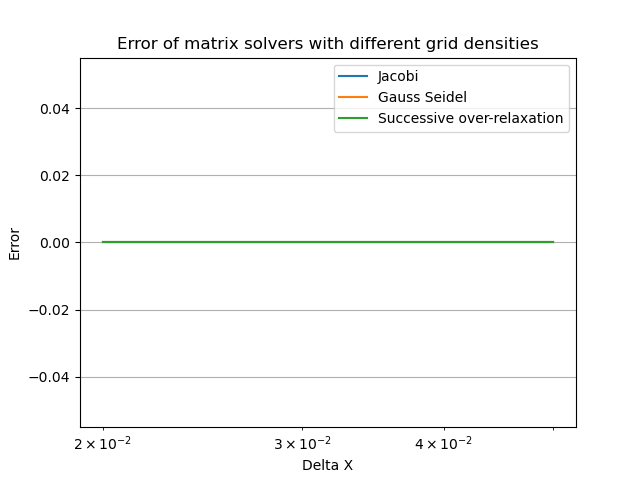 Error of matrix solvers with different grid densities
Jacobi
Gauss Seidel
Successive over-relaxation
0.04
0.02
0.00
−0.02
−0.04
Error
2 × 10⁻²
3 × 10⁻²
4 × 10⁻²
Delta X